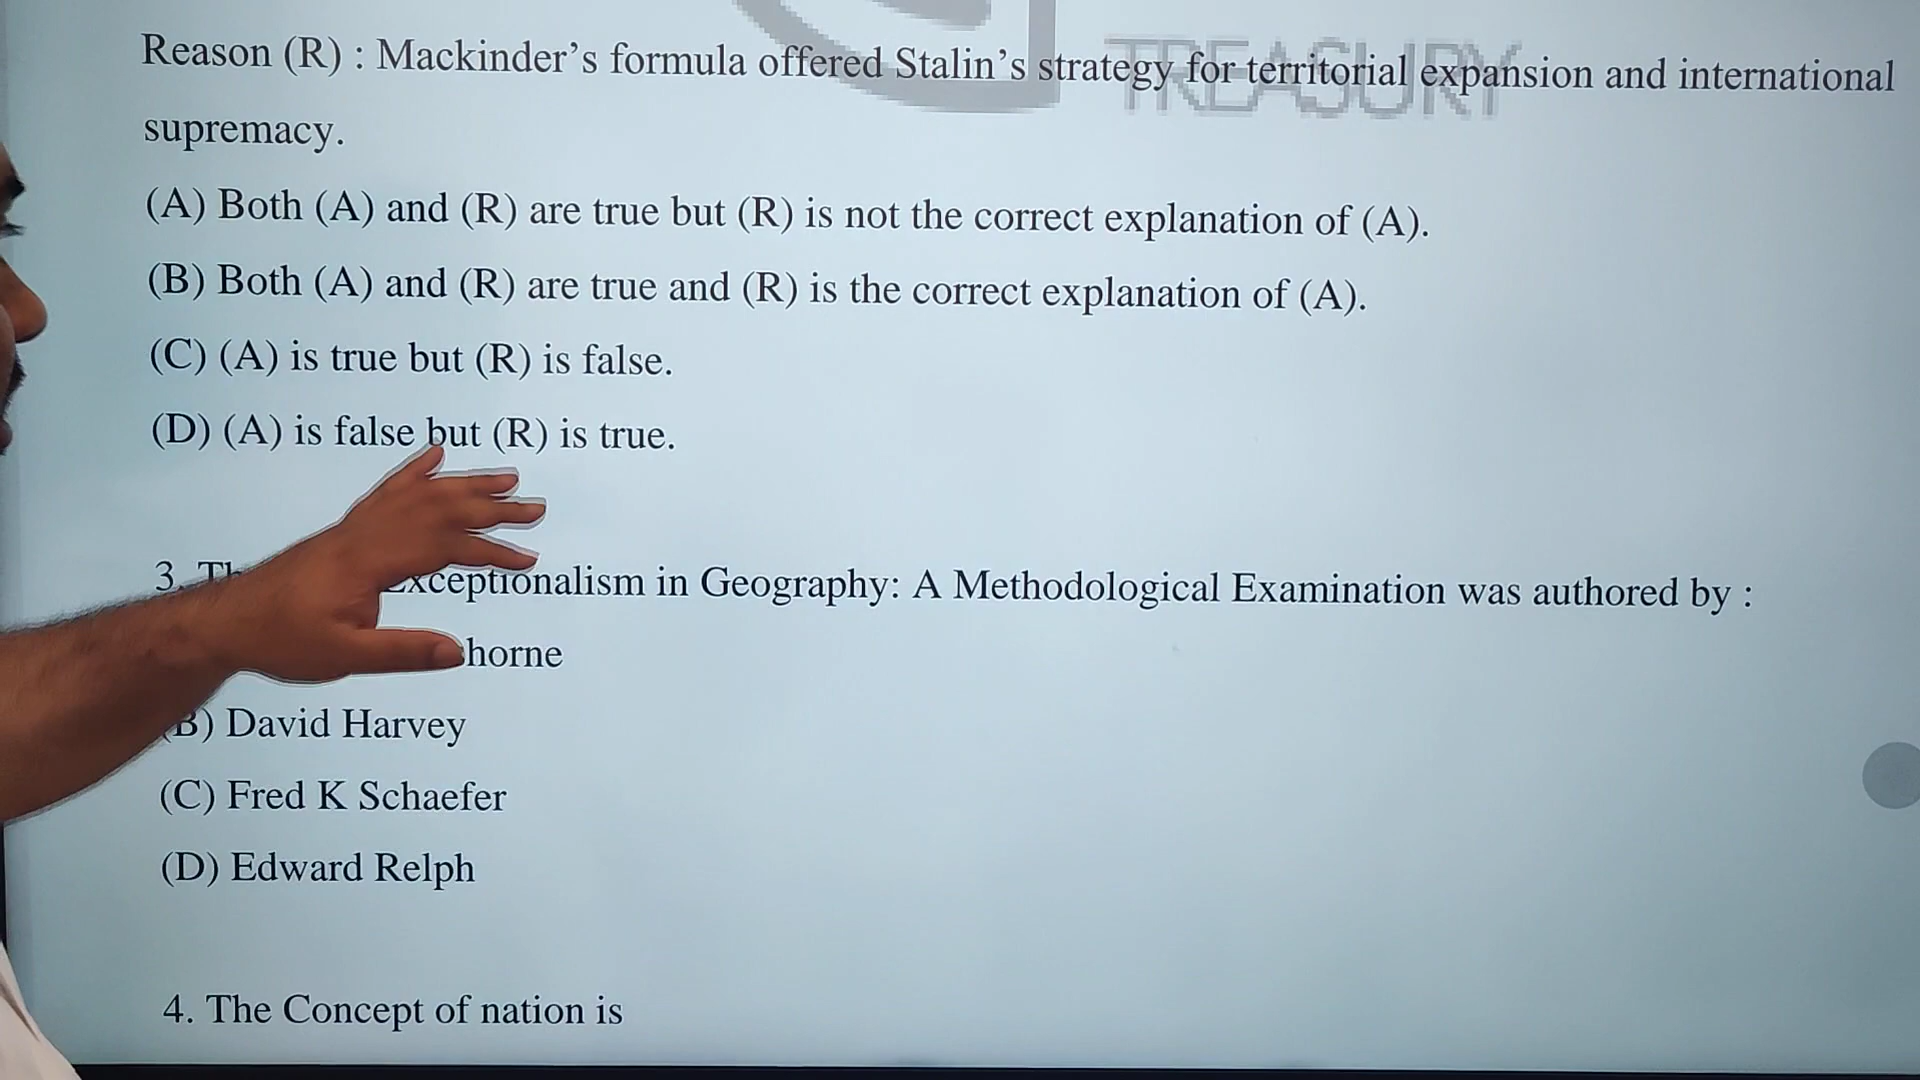 TREASURY
Reason (R) : Mackinder’s formula offered Stalin’s strategy for territorial expansion and international
supremacy.
(A) Both (A) and (R) are true but (R) is not the correct explanation of (A).
(B) Both (A) and (R) are true and (R) is the correct explanation of (A).
(C) (A) is true but (R) is false.
(D) (A) is false but (R) is true.
3. in Geography: A Methodological Examination was authored by :
(B) David Harvey
(C) Fred K Schaefer
(D) Edward Relph
4. The Concept of nation is